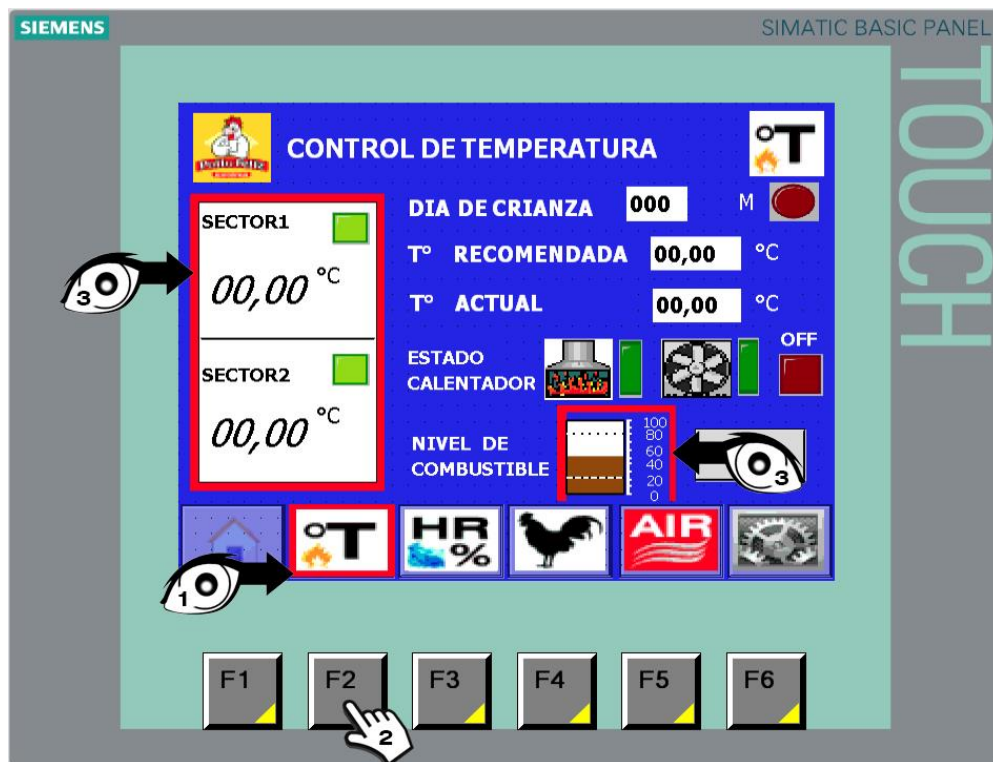 SIEMENS
SIMATIC BASIC PANEL
TOUCH
CONTROL DE TEMPERATURA
°T
SECTOR1
00,00 °C
SECTOR2
00,00 °C
DIA DE CRIANZA 000 M
T° RECOMENDADA 00,00 °C
T° ACTUAL 00,00 °C
ESTADO
CALENTADOR
OFF
NIVEL DE
COMBUSTIBLE
100
80
60
40
20
0
3
3
°T
HR
%
AIR
1
F1 F2 F3 F4 F5 F6
2